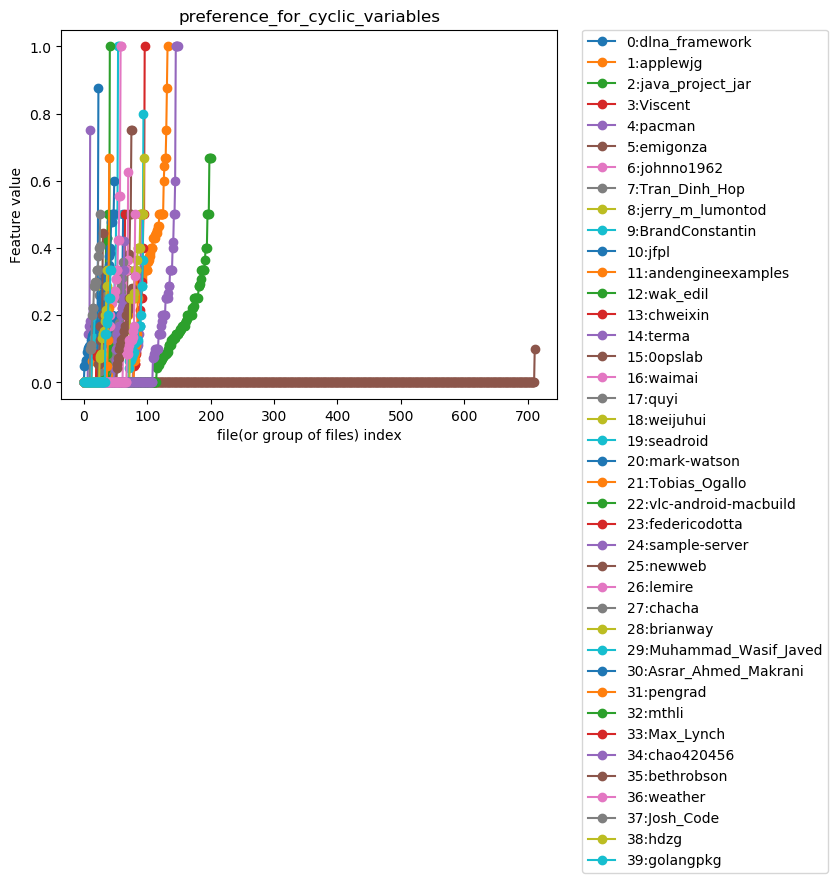 preference_for_cyclic_variables
1.0
0.8
0.6
0.4
0.2
0.0
Feature value
0 100 200 300 400 500 600 700
file(or group of files) index
0:dlna_framework
1:applewjg
2:java_project_jar
3:Viscent
4:pacman
5:emigonza
6:johnno1962
7:Tran_Dinh_Hop
8:jerry_m_lumontod
9:BrandConstantin
10:jfpl
11:andengineexamples
12:wak_edil
13:chweixin
14:terma
15:0opslab
16:waimai
17:quyi
18:weijuhui
19:seadroid
20:mark-watson
21:Tobias_Ogallo
22:vlc-android-macbuild
23:federicodotta
24:sample-server
25:newweb
26:lemire
27:chacha
28:brianway
29:Muhammad_Wasif_Javed
30:Asrar_Ahmed_Makrani
31:pengrad
32:mthli
33:Max_Lynch
34:chao420456
35:bethrobson
36:weather
37:Josh_Code
38:hdzg
39:golangpkg